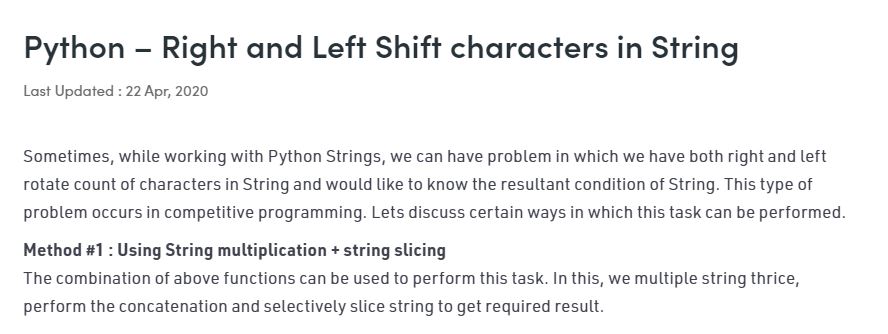 Python – Right and Left Shift characters in String
Last Updated : 22 Apr, 2020
Sometimes, while working with Python Strings, we can have problem in which we have both right and left
rotate count of characters in String and would like to know the resultant condition of String. This type of
problem occurs in competitive programming. Lets discuss certain ways in which this task can be performed.
Method #1 : Using String multiplication + string slicing
The combination of above functions can be used to perform this task. In this, we multiple string thrice,
perform the concatenation and selectively slice string to get required result.